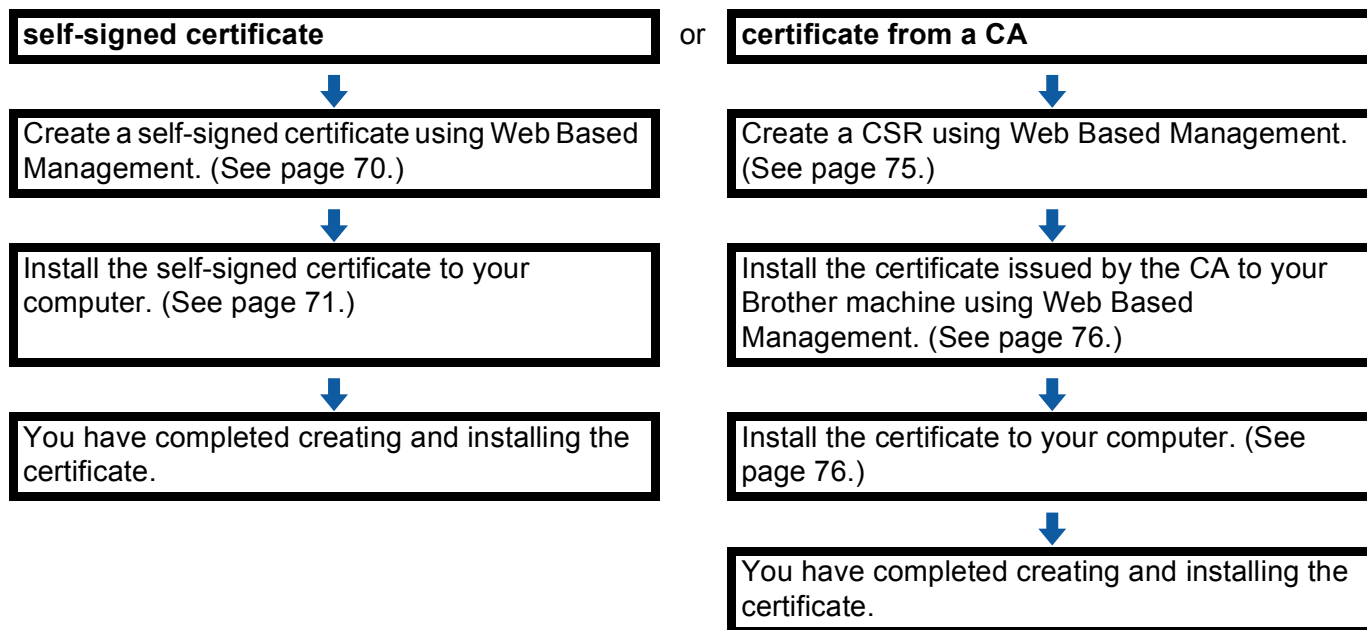 self-signed certificate
or
certificate from a CA
Create a self-signed certificate using Web Based
Management. (See page 70.)
Create a CSR using Web Based Management.
(See page 75.)
Install the self-signed certificate to your
computer. (See page 71.)
Install the certificate issued by the CA to your
Brother machine using Web Based
Management. (See page 76.)
You have completed creating and installing the
certificate.
Install the certificate to your computer. (See
page 76.)
You have completed creating and installing the
certificate.